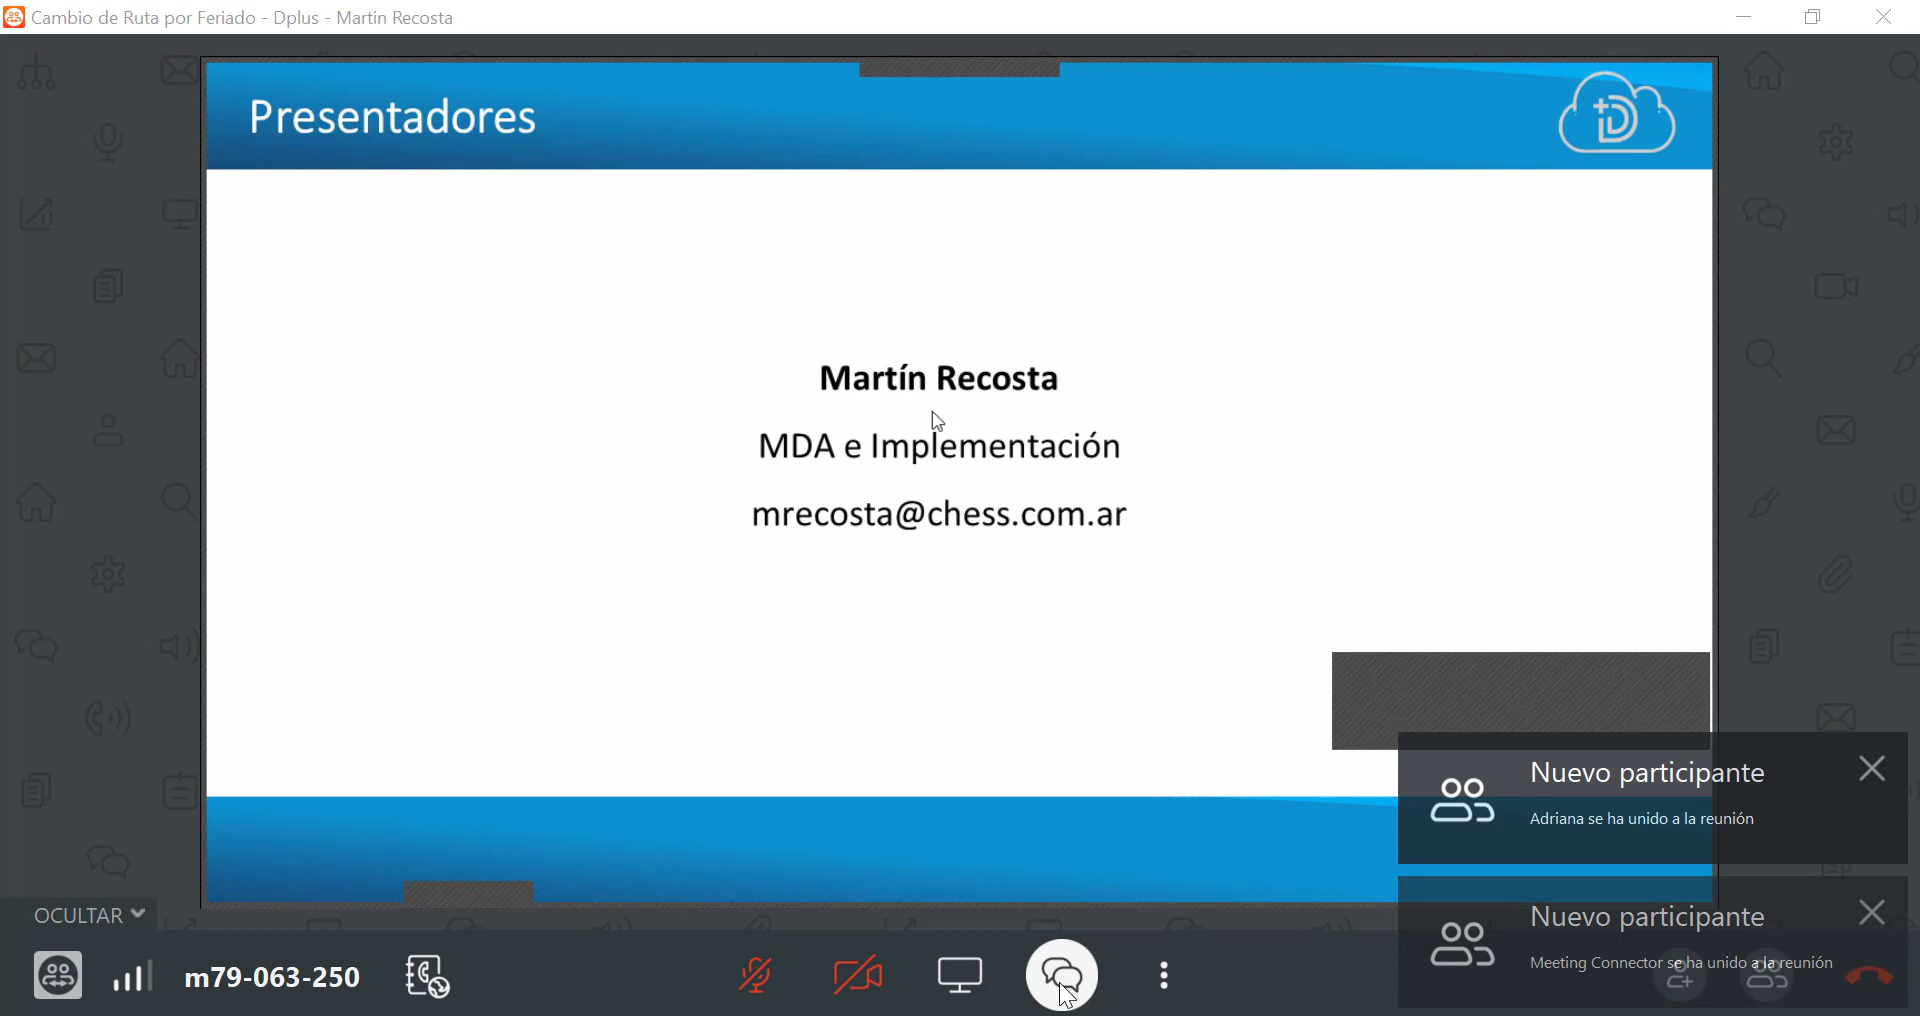 Cambio de Ruta por Feriado - Dplus - Martin Recosta
Presentadores
+D
Martín Recosta
MDA e Implementación
mrecosta@chess.com.ar
Nuevo participante
Adriana se ha unido a la reunión
Nuevo participante
Meeting Connector se ha unido a la reunión
OCULTAR
m79-063-250